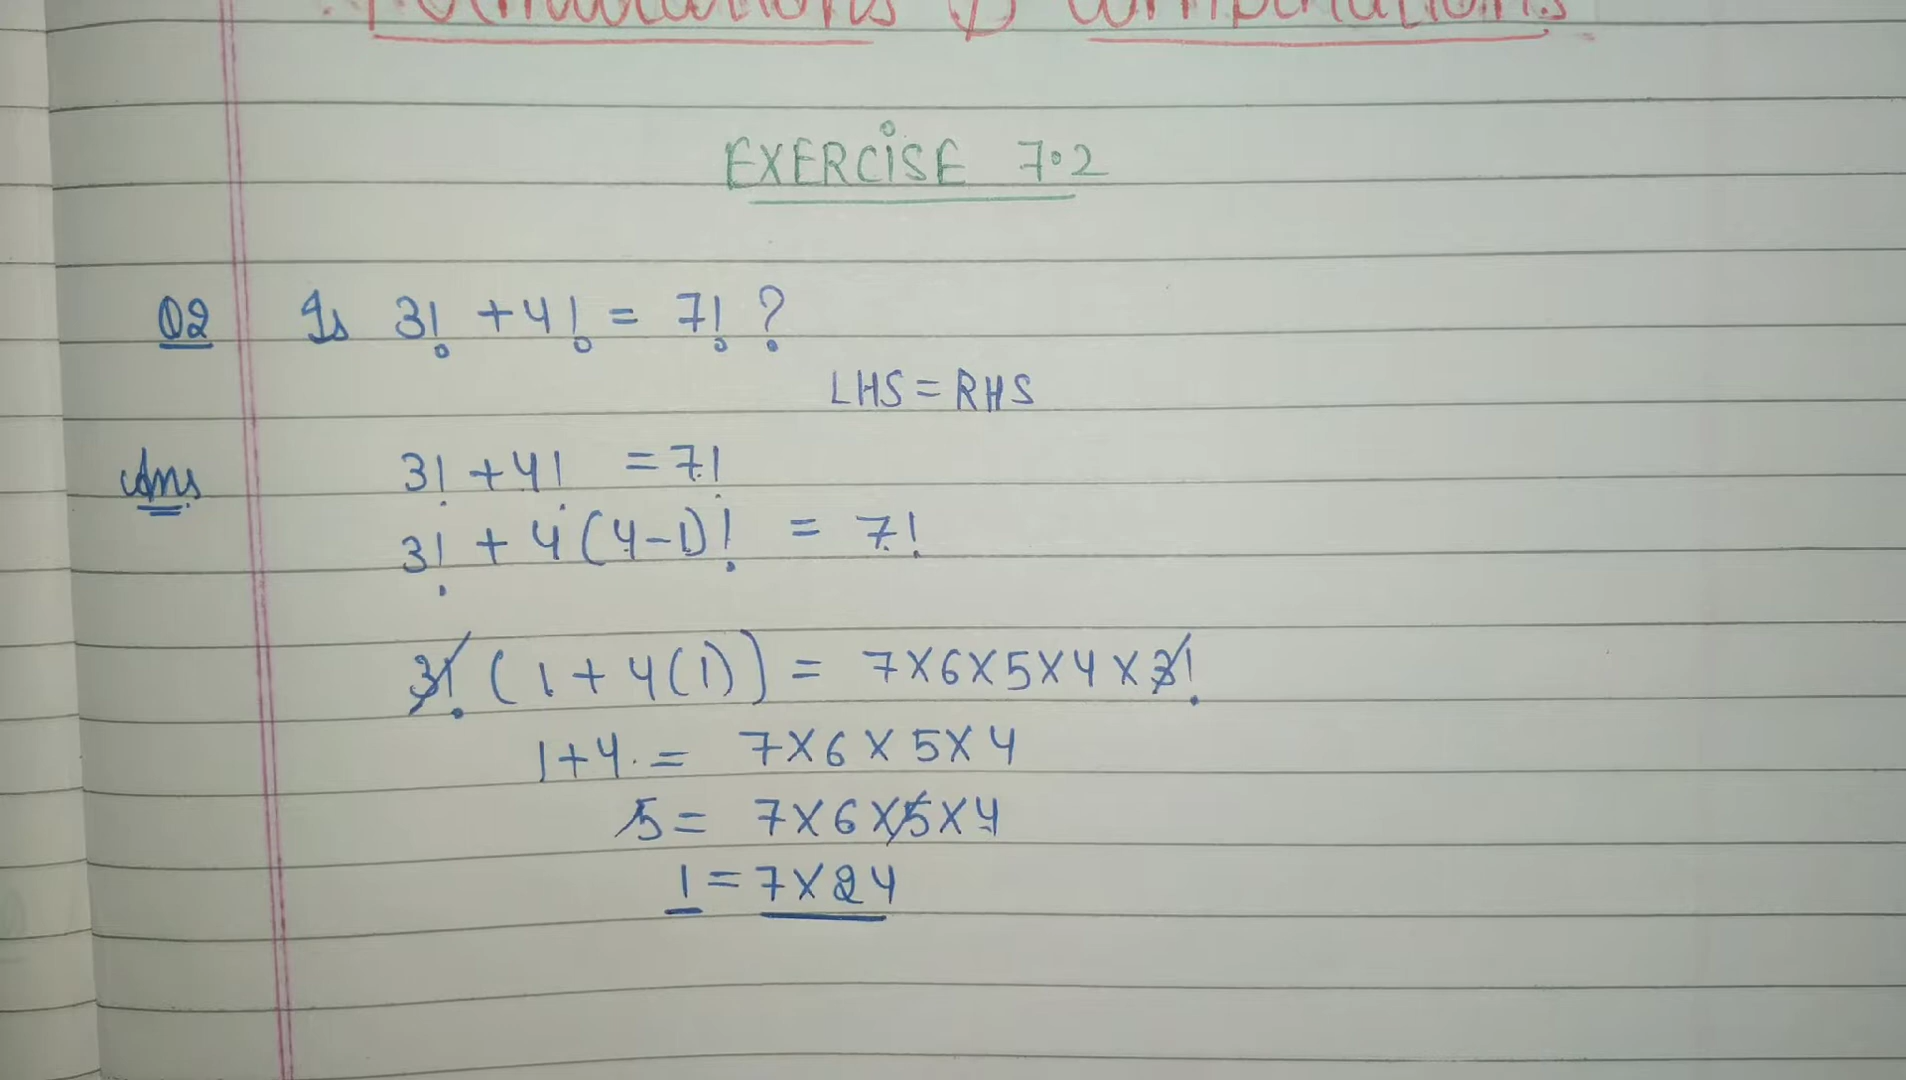 Permutations & Combinations
EXERCISE 7.2
Q2 Is 3! + 4! = 7! ?
LHS = RHS
Ans 3! + 4! = 7!
3! + 4(4-1)! = 7!
3! (1 + 4(1)) = 7×6×5×4×3!
1+4. = 7×6×5×4
5 = 7×6×5×4
1 = 7×24